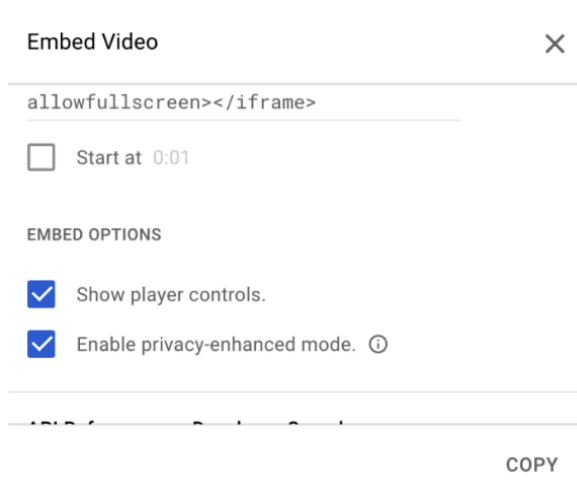 Embed Video
allowfullscreen></iframe>
Start at 0:01
EMBED OPTIONS
Show player controls.
Enable privacy-enhanced mode.
COPY